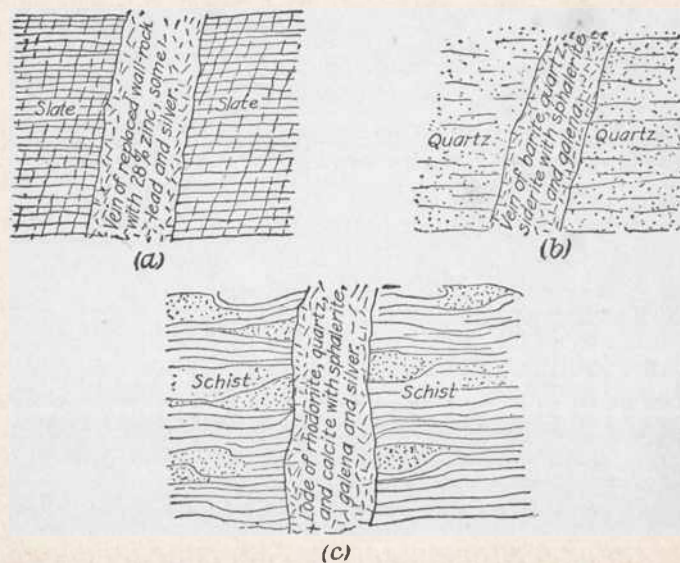 Slate
Vein of replaced wall-rock
with 28% zinc, some
lead and silver.
Slate
(a)
Quartz
Vein of barite, quartz,
siderite with sphalerite
and galena.
Quartz
(b)
Schist
Lode of rhodonite, quartz,
and calcite with sphalerite,
galena and silver.
Schist
(c)